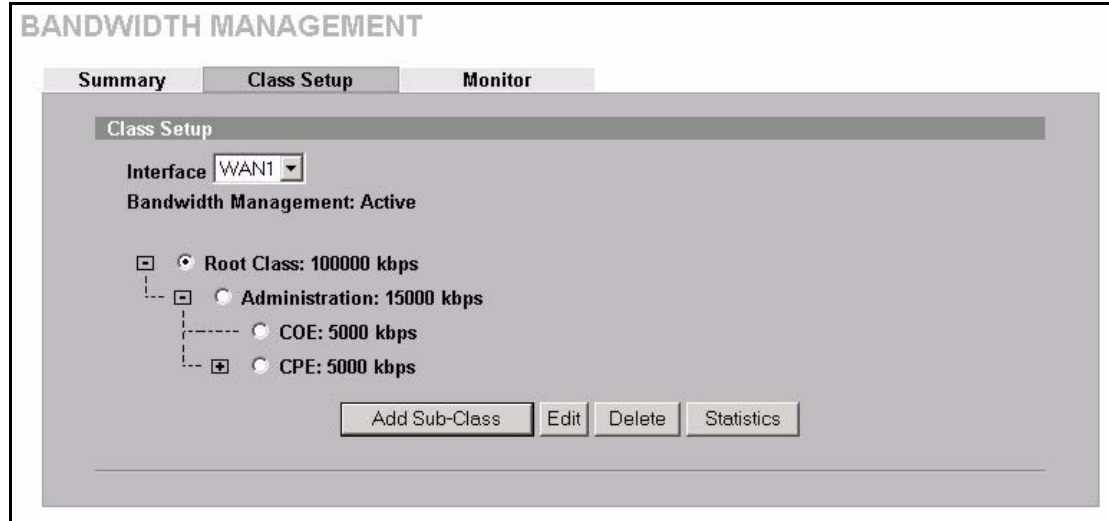 BANDWIDTH MANAGEMENT
Summary Class Setup Monitor
Class Setup
Interface WAN1
Bandwidth Management: Active
Root Class: 100000 kbps
Administration: 15000 kbps
COE: 5000 kbps
CPE: 5000 kbps
Add Sub-Class Edit Delete Statistics